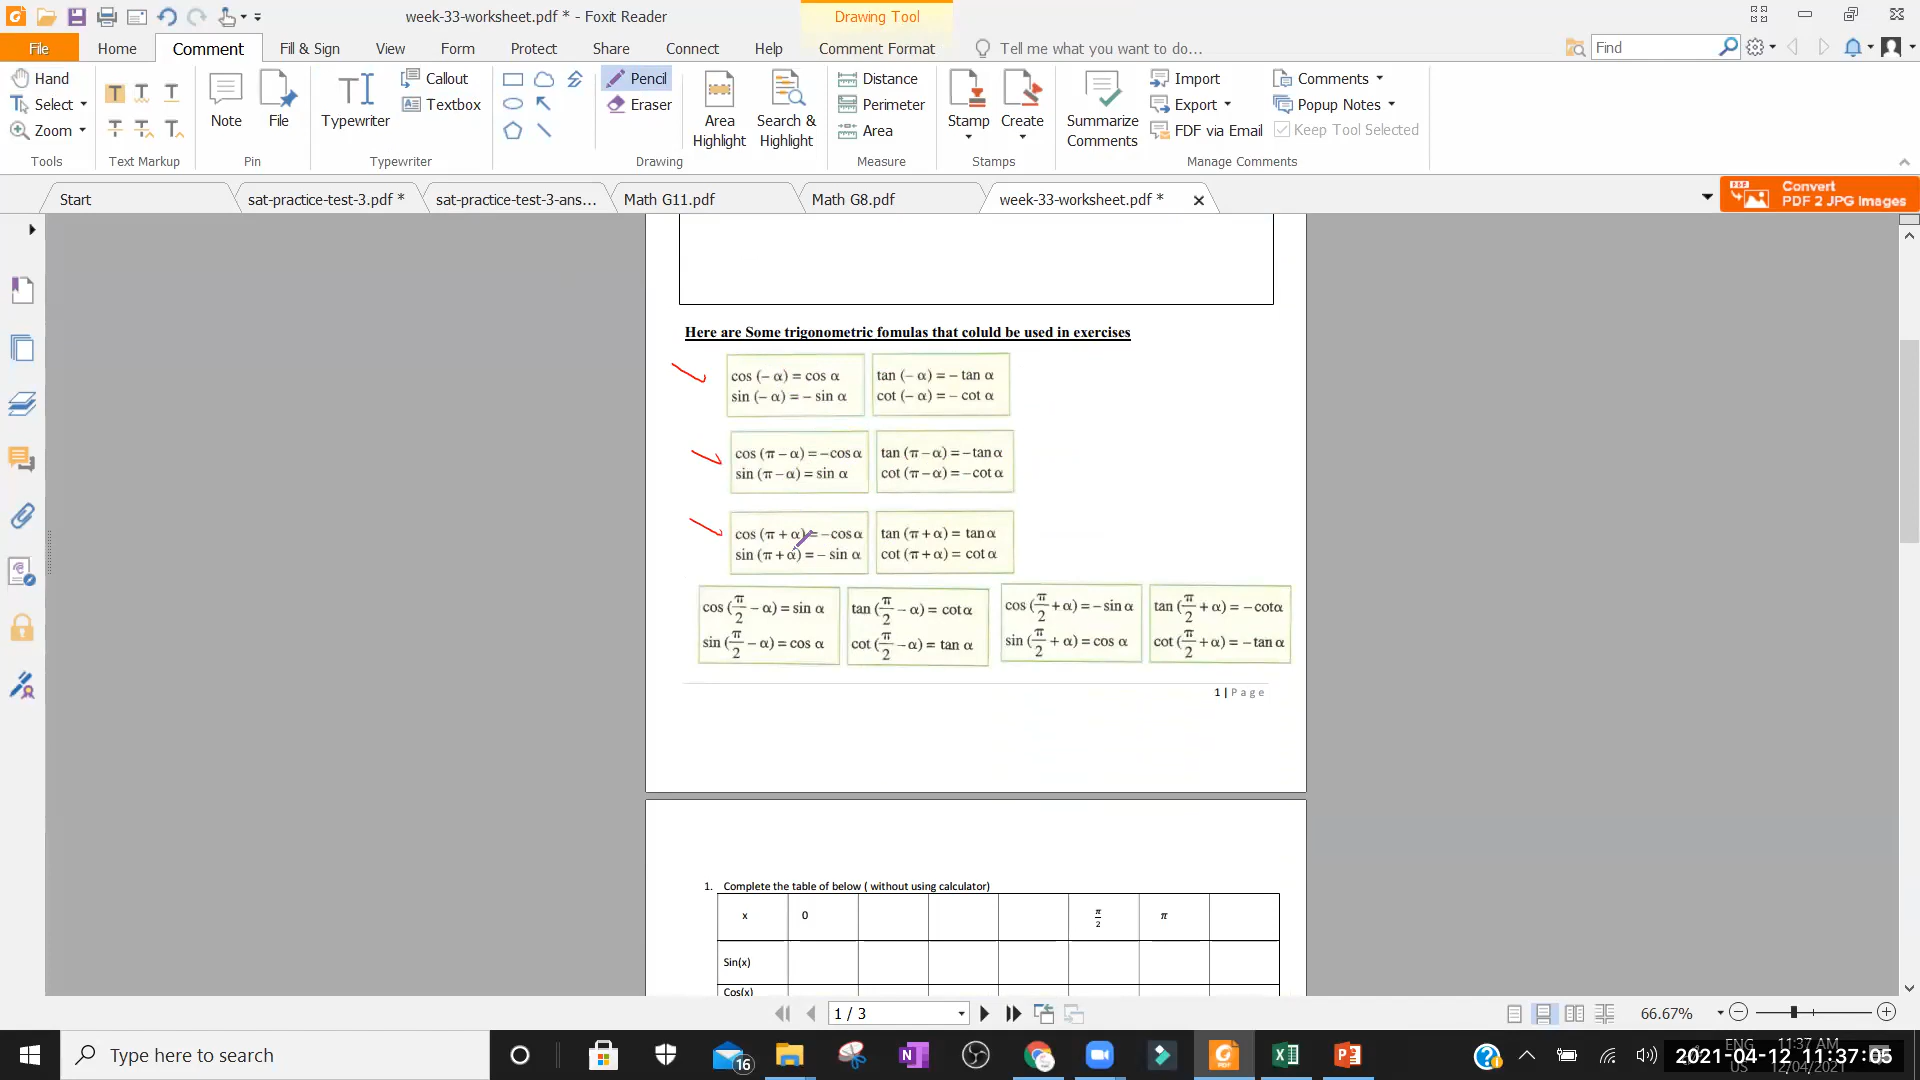 week-33-worksheet.pdf * - Foxit Reader
Drawing Tool
File
Home
Comment
Fill & Sign
View
Form
Protect
Share
Connect
Help
Comment Format
Tell me what you want to do...
Find
Hand
Select
Zoom
Tools
Text Markup
Note
File
Pin
Typewriter
Callout
Textbox
Typewriter
Pencil
Eraser
Area
Highlight
Search &
Highlight
Drawing
Distance
Perimeter
Area
Measure
Stamp
Create
Stamps
Summarize
Comments
Import
Export
FDF via Email
Comments
Popup Notes
Keep Tool Selected
Manage Comments
Start
sat-practice-test-3.pdf *
sat-practice-test-3-ans...
Math G11.pdf
Math G8.pdf
week-33-worksheet.pdf *
Convert
PDF 2 JPG Images
Here are Some trigonometric fomulas that coluld be used in exercises
cos (− α) = cos α
sin (− α) = − sin α
tan (− α) = − tan α
cot (− α) = − cot α
cos (π − α) = −cos α
sin (π − α) = sin α
tan (π − α) = −tan α
cot (π − α) = −cot α
cos (π + α) = −cos α
sin (π + α) = − sin α
tan (π + α) = tan α
cot (π + α) = cot α
cos (π/2 − α) = sin α
sin (π/2 − α) = cos α
tan (π/2 − α) = cot α
cot (π/2 − α) = tan α
cos (π/2 + α) = − sin α
sin (π/2 + α) = cos α
tan (π/2 + α) = −cot α
cot (π/2 + α) = −tan α
1 | Page
1. Complete the table of below ( without using calculator)
x 0 π/2 π
Sin(x)
Cos(x)
1 / 3
66.67%
Type here to search
16
ENG
US
11:37 AM
12/04/2021
2021-04-12 11:37:05